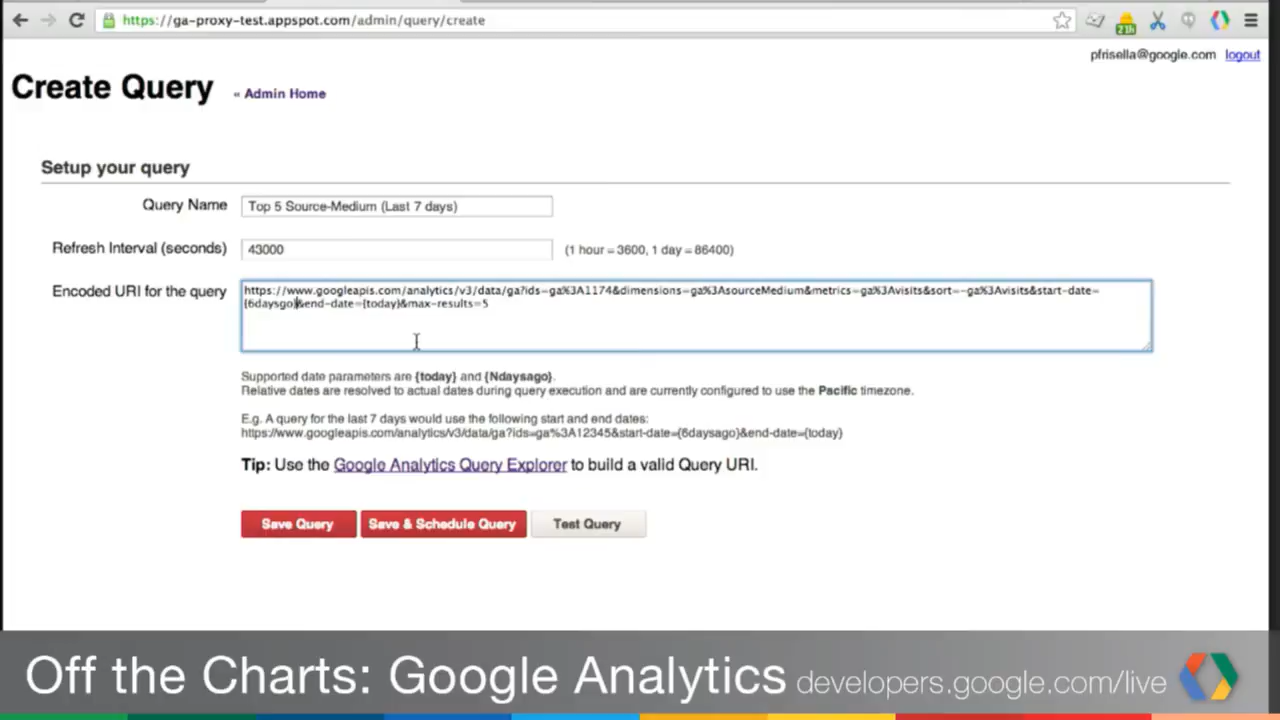 https://ga-proxy-test.appspot.com/admin/query/create
21h
pfrisella@google.com logout
Create Query « Admin Home
Setup your query
Query Name Top 5 Source-Medium (Last 7 days)
Refresh Interval (seconds) 43000 (1 hour = 3600, 1 day = 86400)
Encoded URI for the query https://www.googleapis.com/analytics/v3/data/ga?ids=ga%3A1174&dimensions=ga%3AsourceMedium&metrics=ga%3Avisits&sort=-ga%3Avisits&start-date=
{6daysgo}&end-date={today}&max-results=5
Supported date parameters are {today} and {Ndaysago}.
Relative dates are resolved to actual dates during query execution and are currently configured to use the Pacific timezone.
E.g. A query for the last 7 days would use the following start and end dates:
https://www.googleapis.com/analytics/v3/data/ga?ids=ga%3A12345&start-date={6daysago}&end-date={today}
Tip: Use the Google Analytics Query Explorer to build a valid Query URI.
Save Query Save & Schedule Query Test Query
Off the Charts: Google Analytics developers.google.com/live